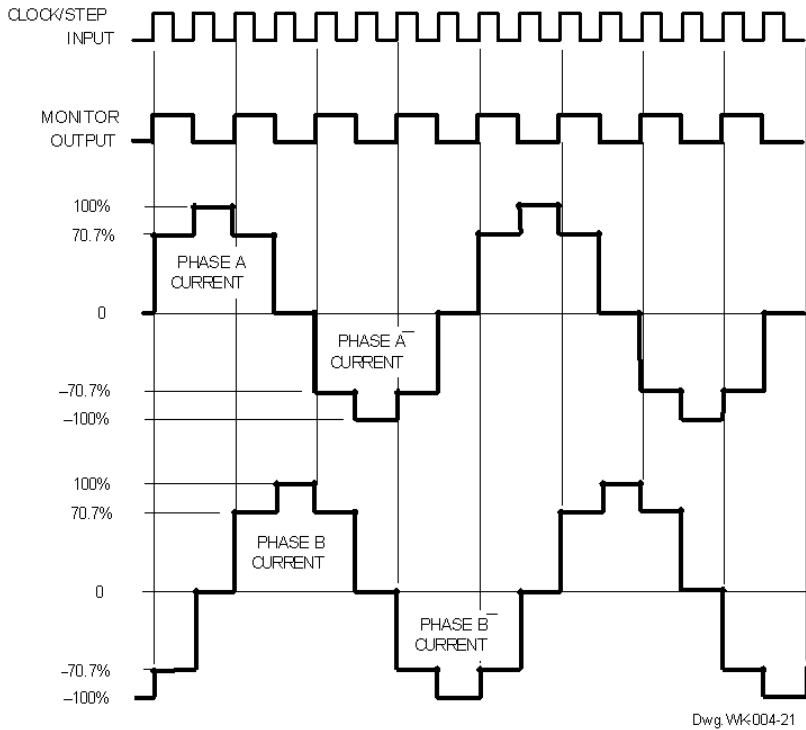 CLOCK/STEP
INPUT
MONITOR
OUTPUT
100%
70.7%
PHASE A
CURRENT
0
PHASE A‾
CURRENT
–70.7%
–100%
100%
70.7%
PHASE B
CURRENT
0
PHASE B‾
CURRENT
–70.7%
–100%
Dwg. WK-004-21